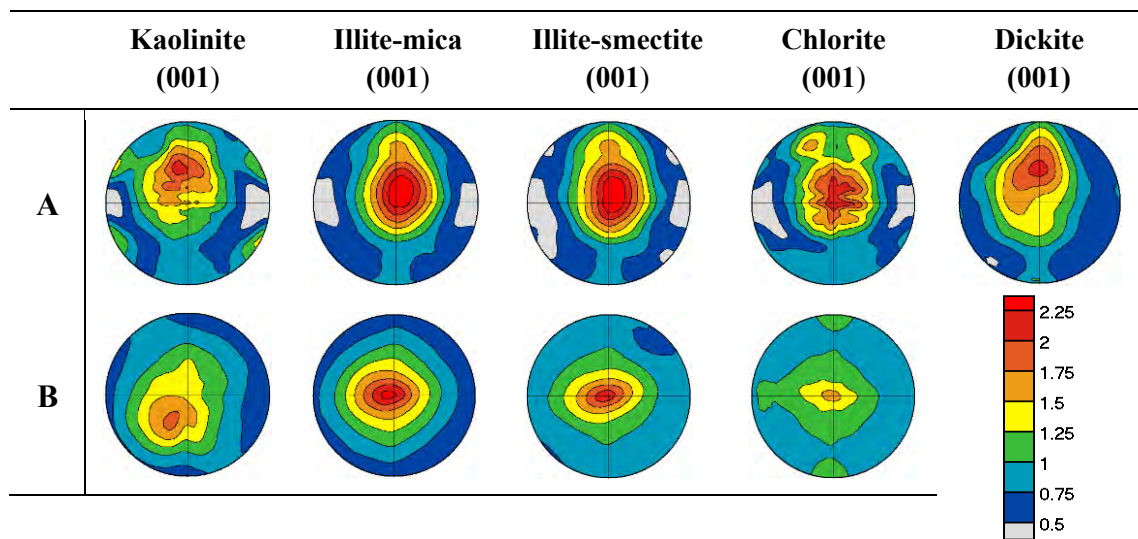 Kaolinite Illite-mica Illite-smectite Chlorite Dickite
(001) (001) (001) (001) (001)
A
B
2.25
2
1.75
1.5
1.25
1
0.75
0.5